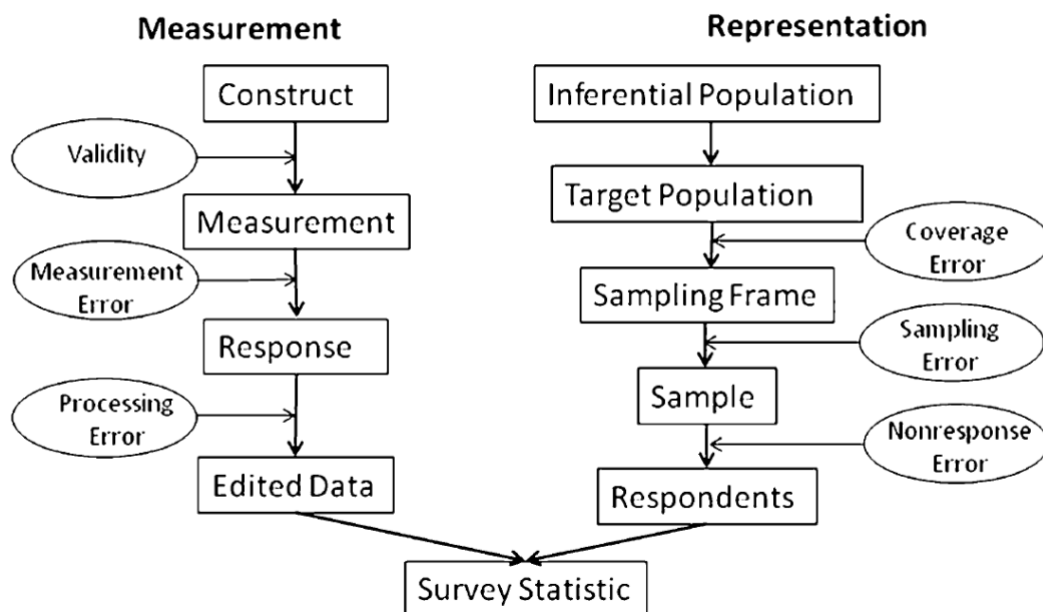 Measurement
Construct
Validity
Measurement
Measurement
Error
Response
Processing
Error
Edited Data
Representation
Inferential Population
Target Population
Coverage
Error
Sampling Frame
Sampling
Error
Sample
Nonresponse
Error
Respondents
Survey Statistic